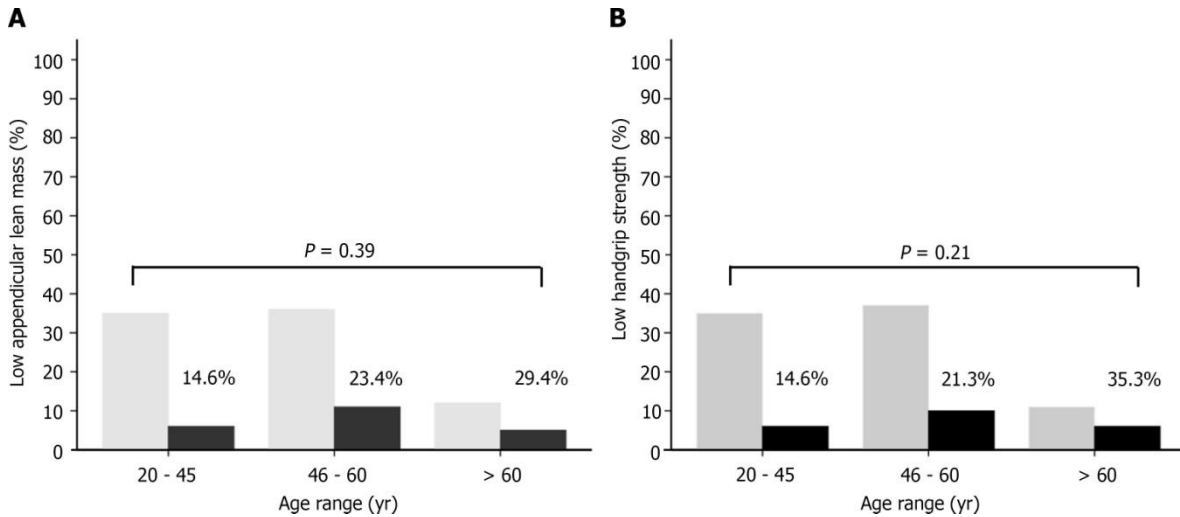 A
Low appendicular lean mass (%)
100
90
80
70
60
50
40
30
20
10
0
P = 0.39
14.6%
23.4%
29.4%
20 - 45
46 - 60
> 60
Age range (yr)
B
Low handgrip strength (%)
100
90
80
70
60
50
40
30
20
10
0
P = 0.21
14.6%
21.3%
35.3%
20 - 45
46 - 60
> 60
Age range (yr)